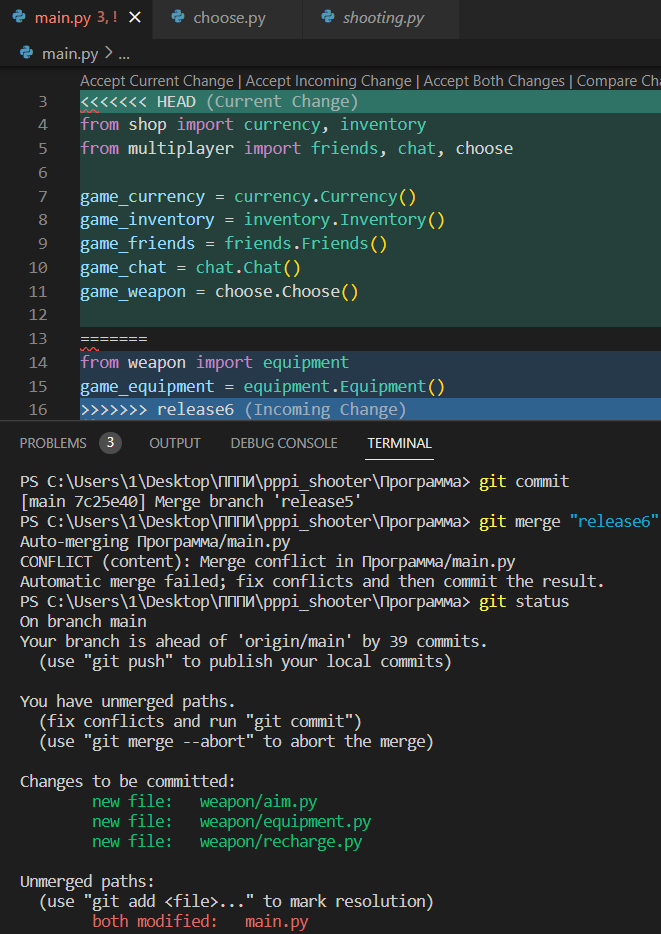 main.py 3, ! choose.py shooting.py
main.py > ...
Accept Current Change | Accept Incoming Change | Accept Both Changes | Compare Cha
3 <<<<<<< HEAD (Current Change)
4 from shop import currency, inventory
5 from multiplayer import friends, chat, choose
6
7 game_currency = currency.Currency()
8 game_inventory = inventory.Inventory()
9 game_friends = friends.Friends()
10 game_chat = chat.Chat()
11 game_weapon = choose.Choose()
12
13 =======
14 from weapon import equipment
15 game_equipment = equipment.Equipment()
16 >>>>>>> release6 (Incoming Change)
PROBLEMS 3 OUTPUT DEBUG CONSOLE TERMINAL
PS C:\Users\1\Desktop\ПППИ\pppi_shooter\Программа> git commit
[main 7c25e40] Merge branch 'release5'
PS C:\Users\1\Desktop\ПППИ\pppi_shooter\Программа> git merge "release6"
Auto-merging Программа/main.py
CONFLICT (content): Merge conflict in Программа/main.py
Automatic merge failed; fix conflicts and then commit the result.
PS C:\Users\1\Desktop\ПППИ\pppi_shooter\Программа> git status
On branch main
Your branch is ahead of 'origin/main' by 39 commits.
(use "git push" to publish your local commits)
You have unmerged paths.
(fix conflicts and run "git commit")
(use "git merge --abort" to abort the merge)
Changes to be committed:
new file: weapon/aim.py
new file: weapon/equipment.py
new file: weapon/recharge.py
Unmerged paths:
(use "git add <file>..." to mark resolution)
both modified: main.py